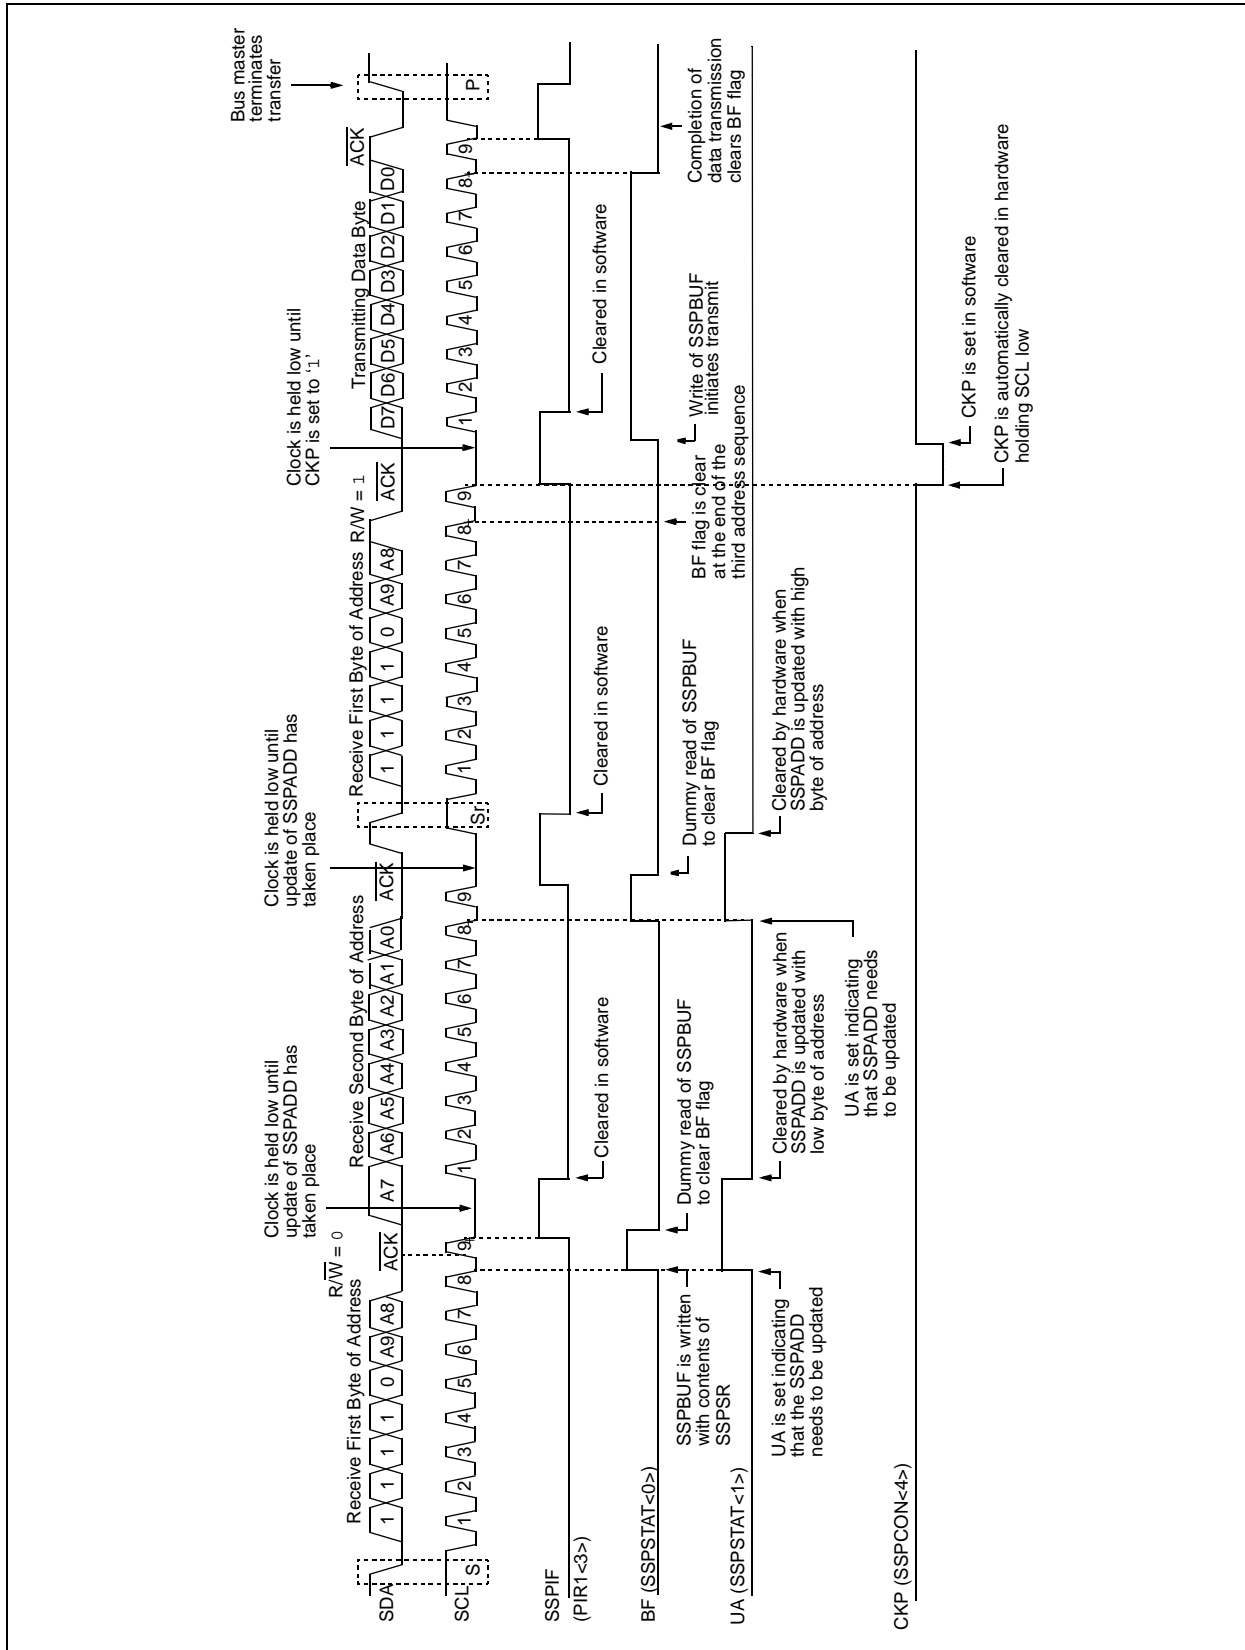 Bus master
terminates
transfer
Clock is held low until
CKP is set to ‘1’
Clock is held low until
update of SSPADD has
taken place
Clock is held low until
update of SSPADD has
taken place
R/W = 0
Receive First Byte of Address
ACK
Receive Second Byte of Address
ACK
Receive First Byte of Address R/W = 1
ACK
Transmitting Data Byte
ACK
SDA
1 1 1 1 0 A9 A8
A7 A6 A5 A4 A3 A2 A1 A0
1 1 1 1 0 A9 A8
D7 D6 D5 D4 D3 D2 D1 D0
SCL
S 1 2 3 4 5 6 7 8 9
1 2 3 4 5 6 7 8 9
Sr 1 2 3 4 5 6 7 8 9
1 2 3 4 5 6 7 8 9 P
SSPIF
(PIR1<3>)
Cleared in software
Cleared in software
Cleared in software
BF (SSPSTAT<0>)
SSPBUF is written
with contents of
SSPSR
Dummy read of SSPBUF
to clear BF flag
Dummy read of SSPBUF
to clear BF flag
BF flag is clear
at the end of the
third address sequence
Write of SSPBUF
initiates transmit
Completion of
data transmission
clears BF flag
UA (SSPSTAT<1>)
UA is set indicating
that the SSPADD
needs to be updated
Cleared by hardware when
SSPADD is updated with
low byte of address
UA is set indicating
that SSPADD needs
to be updated
Cleared by hardware when
SSPADD is updated with high
byte of address
CKP (SSPCON<4>)
CKP is set in software
CKP is automatically cleared in hardware
holding SCL low